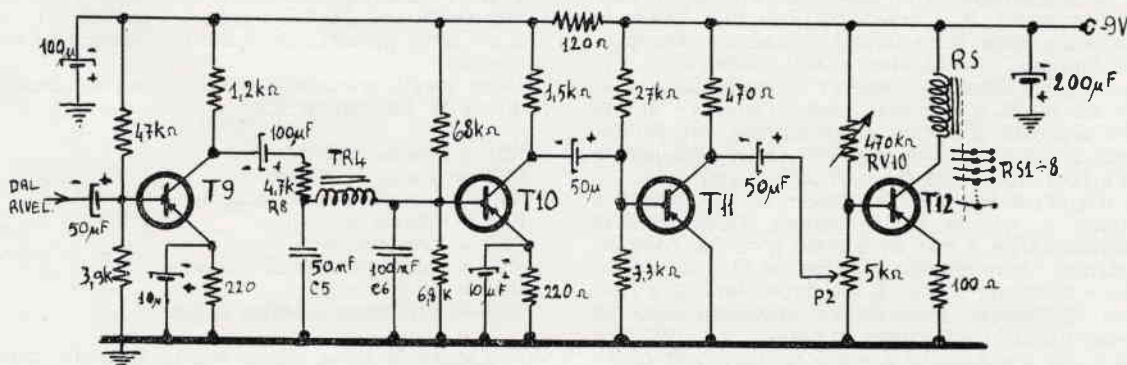 100µ
47kΩ
DAL
RIVEL.
50µF
3,9k
10µ
1,2kΩ
T9
220
100µF
4,7k
R8
TR4
50nF
C5
100nF
C6
68kΩ
6,8K
10µF
1,5kΩ
T10
220Ω
50µ
120Ω
27kΩ
3,3kΩ
470Ω
T11
50µF
470kΩ
RV10
P2
5kΩ
T12
100Ω
RS
RS1÷8
C-9V
200µF